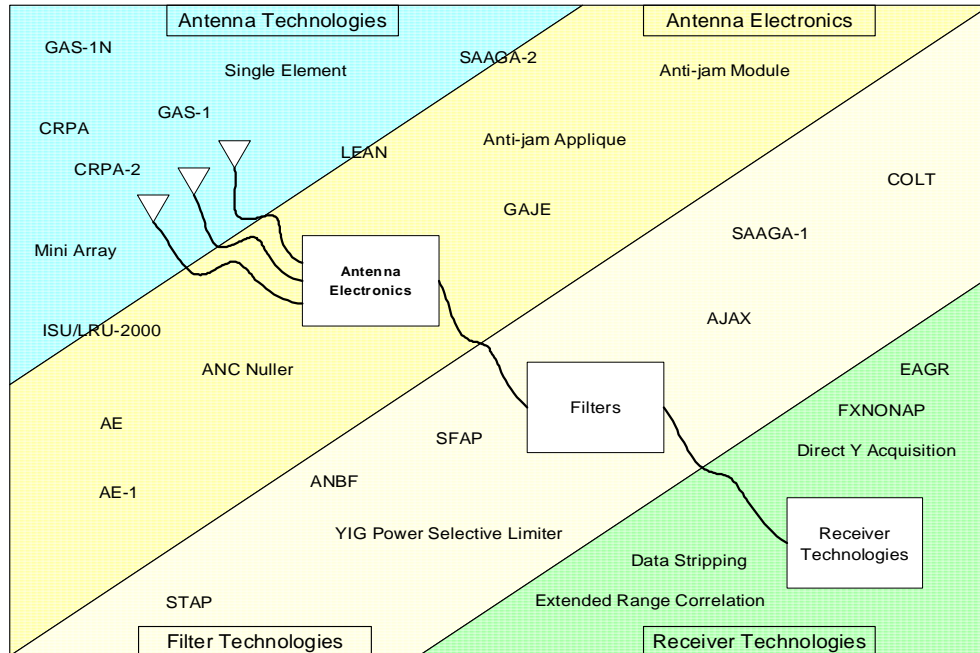 Antenna Technologies
Antenna Electronics
GAS-1N
Single Element
SAAGA-2
Anti-jam Module
GAS-1
CRPA
LEAN
Anti-jam Applique
CRPA-2
COLT
GAJE
SAAGA-1
Mini Array
Antenna
Electronics
ISU/LRU-2000
AJAX
ANC Nuller
EAGR
Filters
FXNONAP
AE
SFAP
Direct Y Acquisition
ANBF
AE-1
YIG Power Selective Limiter
Receiver
Technologies
Data Stripping
STAP
Extended Range Correlation
Filter Technologies
Receiver Technologies